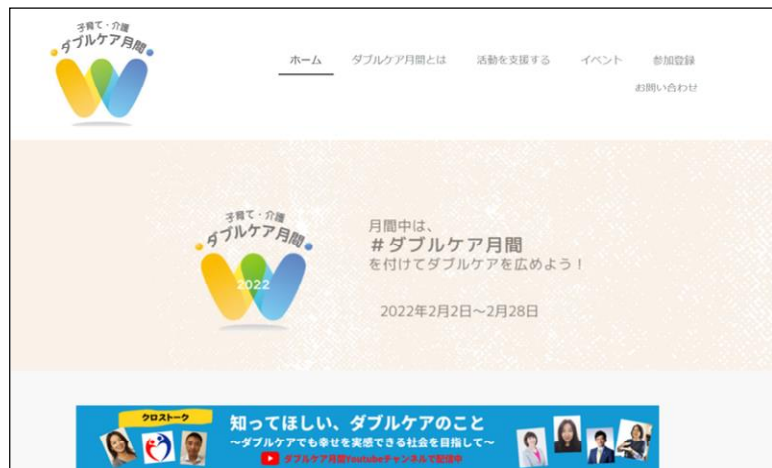 子育て・介護
ダブルケア月間
ホーム ダブルケア月間とは 活動を支援する イベント 参加登録
お問い合わせ
子育て・介護
ダブルケア月間
2022
月間中は、
#ダブルケア月間
を付けてダブルケアを広めよう!
2022年2月2日〜2月28日
クロストーク
知ってほしい、ダブルケアのこと
〜ダブルケアでも幸せを実感できる社会を目指して〜
ダブルケア月間Youtubeチャンネルで配信中